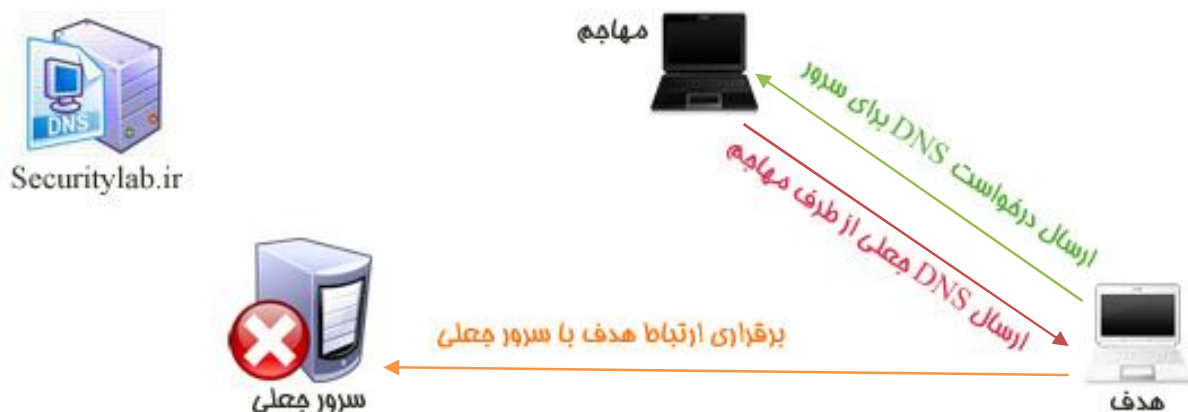 مهاجم
DNS
Securitylab.ir
ارسال درخواست DNS برای سرور
ارسال DNS جعلی از طرف مهاجم
برقراری ارتباط هدف با سرور جعلی
سرور جعلی
هدف